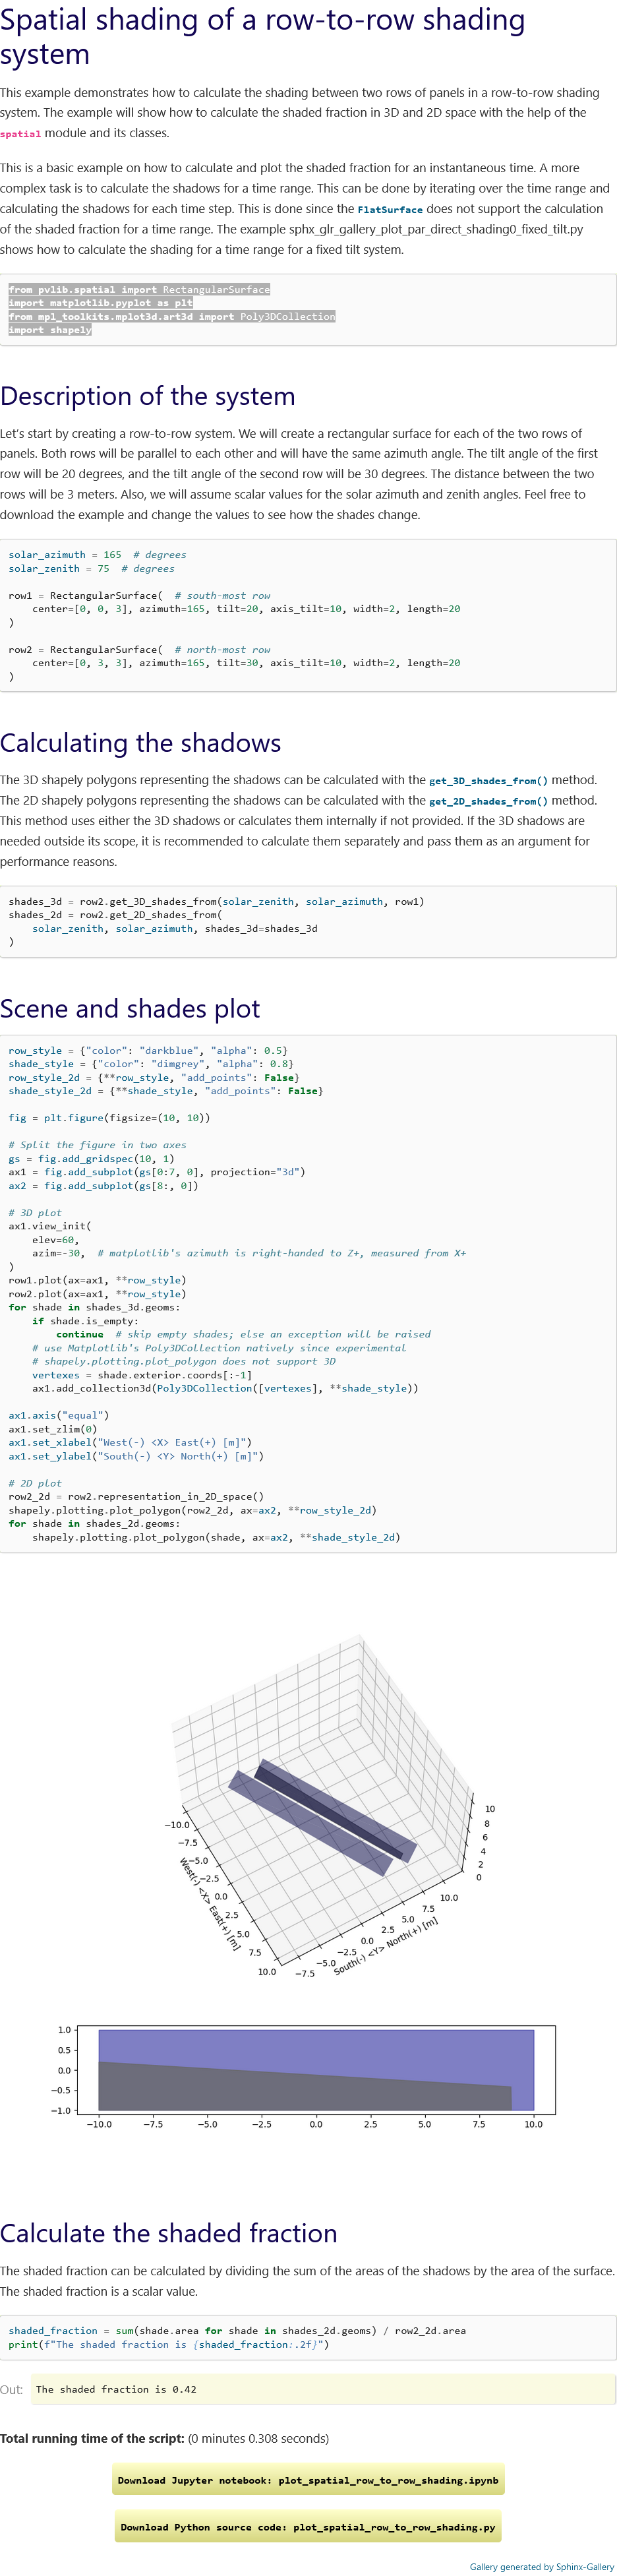 Spatial shading of a row-to-row shading
system
This example demonstrates how to calculate the shading between two rows of panels in a row-to-row shading
system. The example will show how to calculate the shaded fraction in 3D and 2D space with the help of the
spatial module and its classes.
This is a basic example on how to calculate and plot the shaded fraction for an instantaneous time. A more
complex task is to calculate the shadows for a time range. This can be done by iterating over the time range and
calculating the shadows for each time step. This is done since the FlatSurface does not support the calculation
of the shaded fraction for a time range. The example sphx_glr_gallery_plot_par_direct_shading0_fixed_tilt.py
shows how to calculate the shading for a time range for a fixed tilt system.
from pvlib.spatial import RectangularSurface
import matplotlib.pyplot as plt
from mpl_toolkits.mplot3d.art3d import Poly3DCollection
import shapely
Description of the system
Let's start by creating a row-to-row system. We will create a rectangular surface for each of the two rows of
panels. Both rows will be parallel to each other and will have the same azimuth angle. The tilt angle of the first
row will be 20 degrees, and the tilt angle of the second row will be 30 degrees. The distance between the two
rows will be 3 meters. Also, we will assume scalar values for the solar azimuth and zenith angles. Feel free to
download the example and change the values to see how the shades change.
solar_azimuth = 165  # degrees
solar_zenith = 75  # degrees
row1 = RectangularSurface(  # south-most row
    center=[0, 0, 3], azimuth=165, tilt=20, axis_tilt=10, width=2, length=20
)
row2 = RectangularSurface(  # north-most row
    center=[0, 3, 3], azimuth=165, tilt=30, axis_tilt=10, width=2, length=20
)
Calculating the shadows
The 3D shapely polygons representing the shadows can be calculated with the get_3D_shades_from() method.
The 2D shapely polygons representing the shadows can be calculated with the get_2D_shades_from() method.
This method uses either the 3D shadows or calculates them internally if not provided. If the 3D shadows are
needed outside its scope, it is recommended to calculate them separately and pass them as an argument for
performance reasons.
shades_3d = row2.get_3D_shades_from(solar_zenith, solar_azimuth, row1)
shades_2d = row2.get_2D_shades_from(
    solar_zenith, solar_azimuth, shades_3d=shades_3d
)
Scene and shades plot
row_style = {"color": "darkblue", "alpha": 0.5}
shade_style = {"color": "dimgrey", "alpha": 0.8}
row_style_2d = {**row_style, "add_points": False}
shade_style_2d = {**shade_style, "add_points": False}
fig = plt.figure(figsize=(10, 10))
# Split the figure in two axes
gs = fig.add_gridspec(10, 1)
ax1 = fig.add_subplot(gs[0:7, 0], projection="3d")
ax2 = fig.add_subplot(gs[8:, 0])
# 3D plot
ax1.view_init(
    elev=60,
    azim=-30,  # matplotlib's azimuth is right-handed to Z+, measured from X+
)
row1.plot(ax=ax1, **row_style)
row2.plot(ax=ax1, **row_style)
for shade in shades_3d.geoms:
    if shade.is_empty:
        continue  # skip empty shades; else an exception will be raised
    # use Matplotlib's Poly3DCollection natively since experimental
    # shapely.plotting.plot_polygon does not support 3D
    vertexes = shade.exterior.coords[:-1]
    ax1.add_collection3d(Poly3DCollection([vertexes], **shade_style))
ax1.axis("equal")
ax1.set_zlim(0)
ax1.set_xlabel("West(-) <X> East(+) [m]")
ax1.set_ylabel("South(-) <Y> North(+) [m]")
# 2D plot
row2_2d = row2.representation_in_2D_space()
shapely.plotting.plot_polygon(row2_2d, ax=ax2, **row_style_2d)
for shade in shades_2d.geoms:
    shapely.plotting.plot_polygon(shade, ax=ax2, **shade_style_2d)
−10.0
−7.5
−5.0
−2.5
0.0
2.5
5.0
7.5
10.0
West(-) <X> East(+) [m]
−7.5
−5.0
−2.5
0.0
2.5
5.0
7.5
10.0
South(-) <Y> North(+) [m]
10
8
6
4
2
0
1.0
0.5
0.0
−0.5
−1.0
−10.0 −7.5 −5.0 −2.5 0.0 2.5 5.0 7.5 10.0
Calculate the shaded fraction
The shaded fraction can be calculated by dividing the sum of the areas of the shadows by the area of the surface.
The shaded fraction is a scalar value.
shaded_fraction = sum(shade.area for shade in shades_2d.geoms) / row2_2d.area
print(f"The shaded fraction is {shaded_fraction:.2f}")
Out: The shaded fraction is 0.42
Total running time of the script: (0 minutes 0.308 seconds)
Download Jupyter notebook: plot_spatial_row_to_row_shading.ipynb
Download Python source code: plot_spatial_row_to_row_shading.py
Gallery generated by Sphinx-Gallery